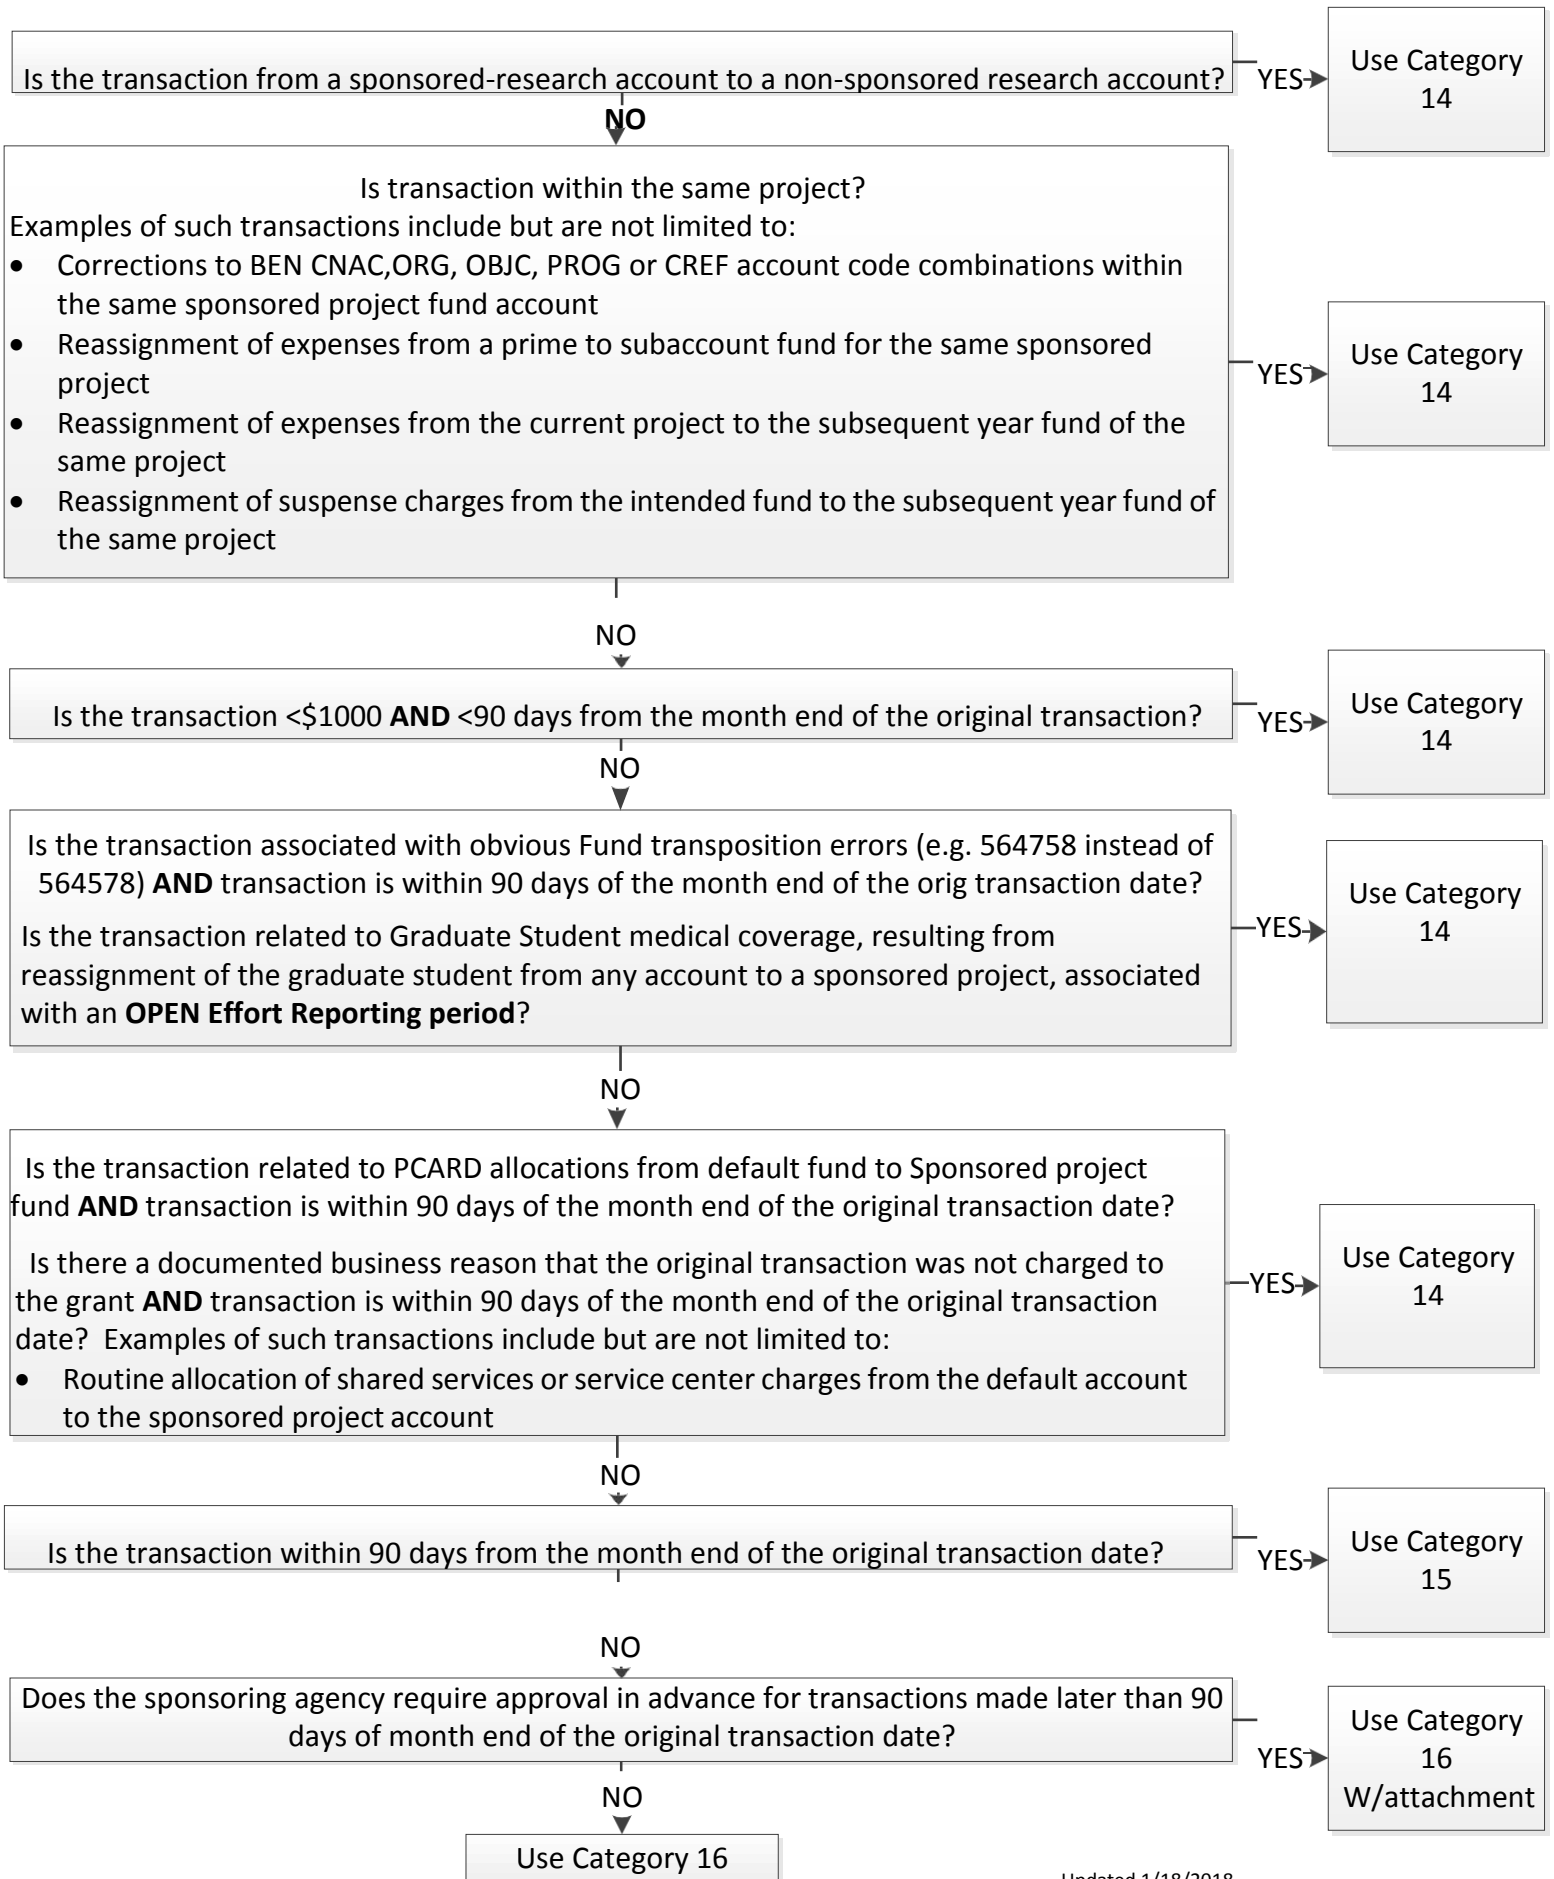 Is the transaction from a sponsored-research account to a non-sponsored research account?
YES
Use Category
14
NO
Is transaction within the same project?
Examples of such transactions include but are not limited to:
• Corrections to BEN CNAC,ORG, OBJC, PROG or CREF account code combinations within
the same sponsored project fund account
• Reassignment of expenses from a prime to subaccount fund for the same sponsored
project
• Reassignment of expenses from the current project to the subsequent year fund of the
same project
• Reassignment of suspense charges from the intended fund to the subsequent year fund of
the same project
YES
Use Category
14
NO
Is the transaction <$1000 AND <90 days from the month end of the original transaction?
YES
Use Category
14
NO
Is the transaction associated with obvious Fund transposition errors (e.g. 564758 instead of
564578) AND transaction is within 90 days of the month end of the orig transaction date?
Is the transaction related to Graduate Student medical coverage, resulting from
reassignment of the graduate student from any account to a sponsored project, associated
with an OPEN Effort Reporting period?
YES
Use Category
14
NO
Is the transaction related to PCARD allocations from default fund to Sponsored project
fund AND transaction is within 90 days of the month end of the original transaction date?
Is there a documented business reason that the original transaction was not charged to
the grant AND transaction is within 90 days of the month end of the original transaction
date? Examples of such transactions include but are not limited to:
• Routine allocation of shared services or service center charges from the default account
to the sponsored project account
YES
Use Category
14
NO
Is the transaction within 90 days from the month end of the original transaction date?
YES
Use Category
15
NO
Does the sponsoring agency require approval in advance for transactions made later than 90
days of month end of the original transaction date?
YES
Use Category
16
W/attachment
NO
Use Category 16
Updated 1/18/2018